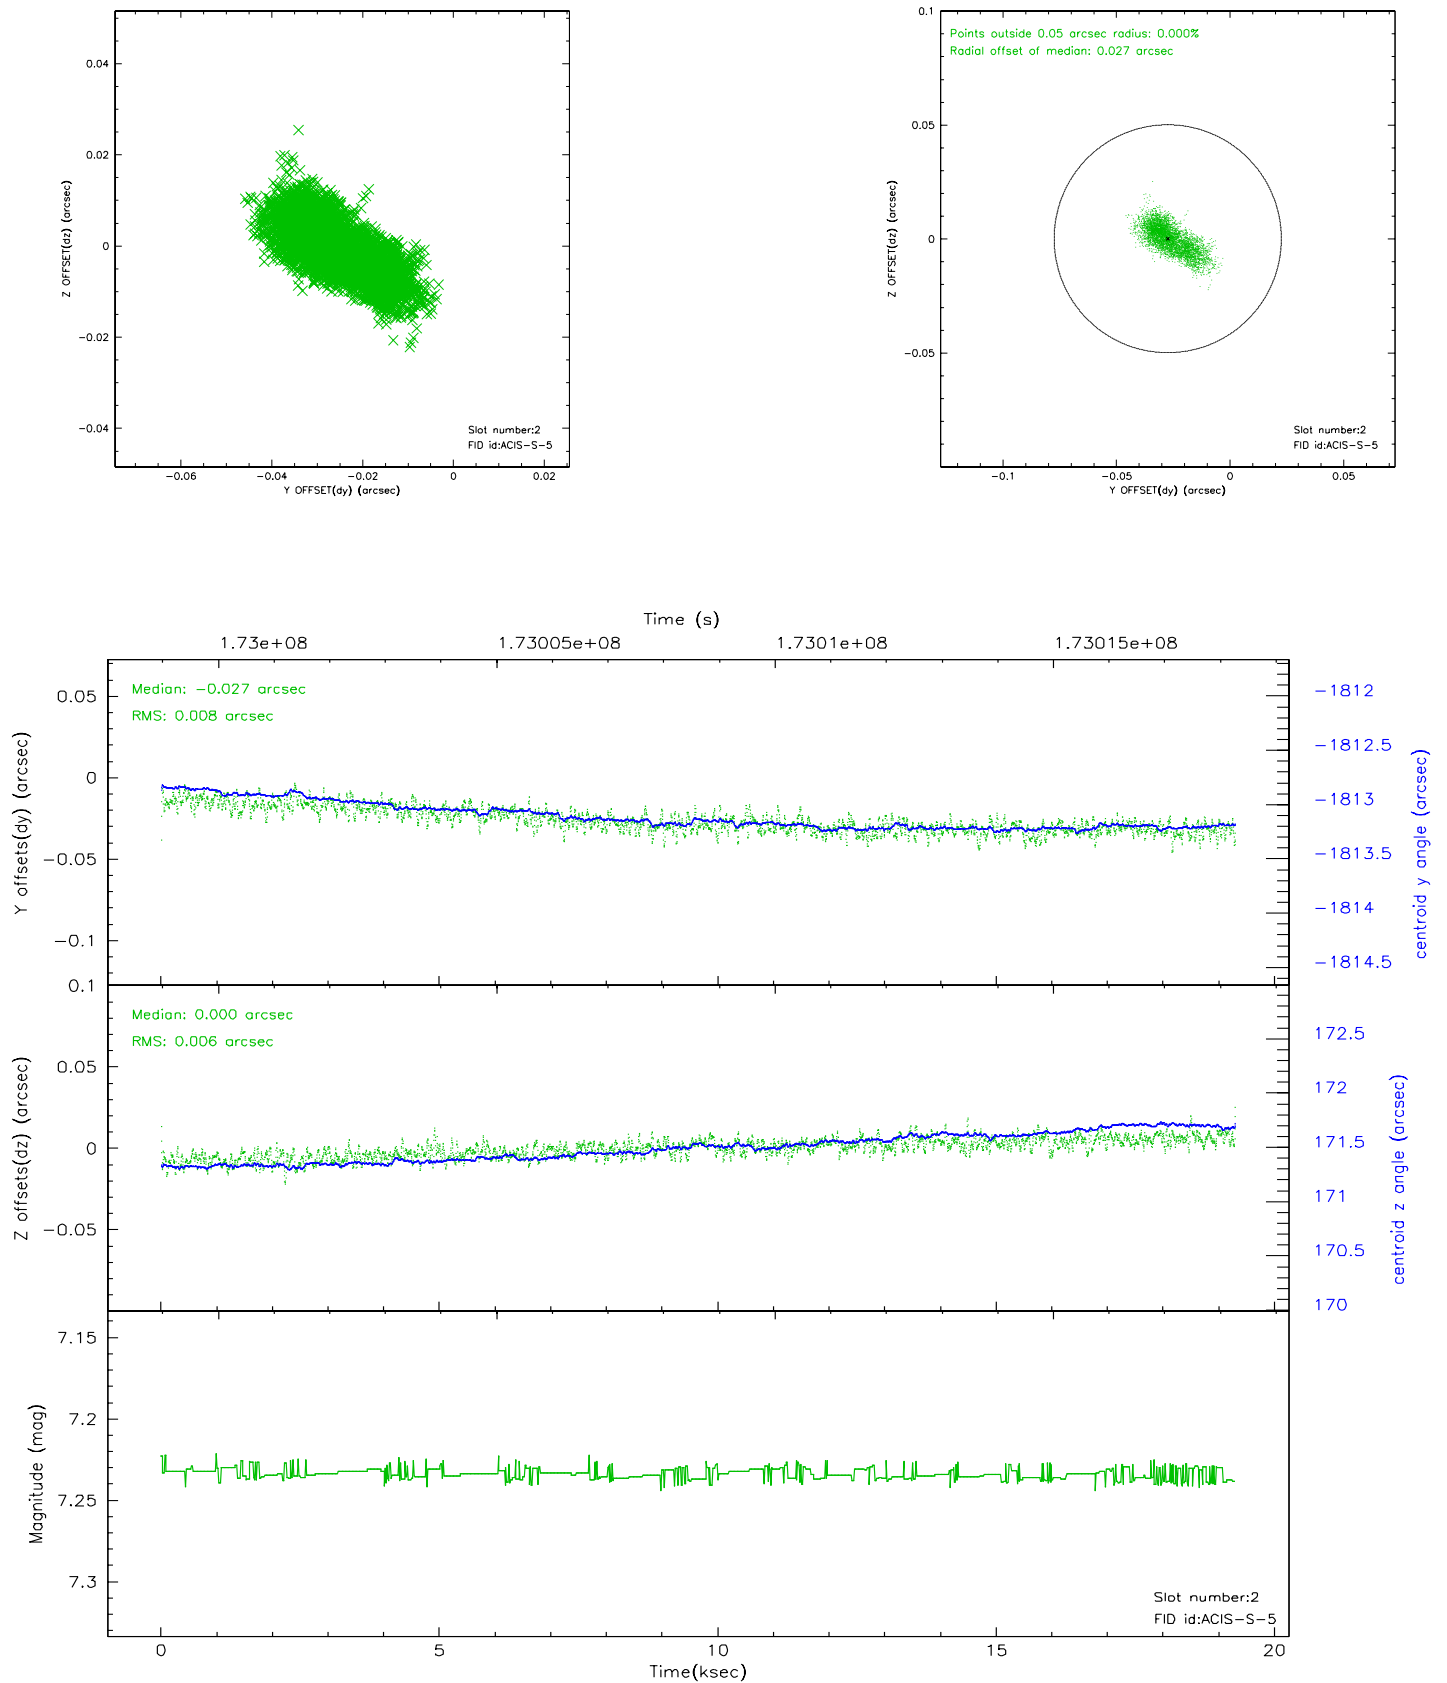 0.04
0.02
0
-0.02
-0.04
Z OFFSET(dz) (arcsec)
Slot number:2
FID id:ACIS-S-5
-0.06 -0.04 -0.02 0 0.02
Y OFFSET(dy) (arcsec)
0.1
0.05
0
-0.05
Z OFFSET(dz) (arcsec)
Points outside 0.05 arcsec radius: 0.000%
Radial offset of median: 0.027 arcsec
Slot number:2
FID id:ACIS-S-5
-0.1 -0.05 0 0.05
Y OFFSET(dy) (arcsec)
Time (s)
1.73e+08 1.73005e+08 1.7301e+08 1.73015e+08
0.05
0
-0.05
-0.1
Y offsets(dy) (arcsec)
Median: -0.027 arcsec
RMS: 0.008 arcsec
-1812
-1812.5
-1813
-1813.5
-1814
-1814.5
centroid y angle (arcsec)
0.1
0.05
0
-0.05
Z offsets(dz) (arcsec)
Median: 0.000 arcsec
RMS: 0.006 arcsec
172.5
172
171.5
171
170.5
170
centroid z angle (arcsec)
7.15
7.2
7.25
7.3
Magnitude (mag)
Slot number:2
FID id:ACIS-S-5
0 5 10 15 20
Time(ksec)